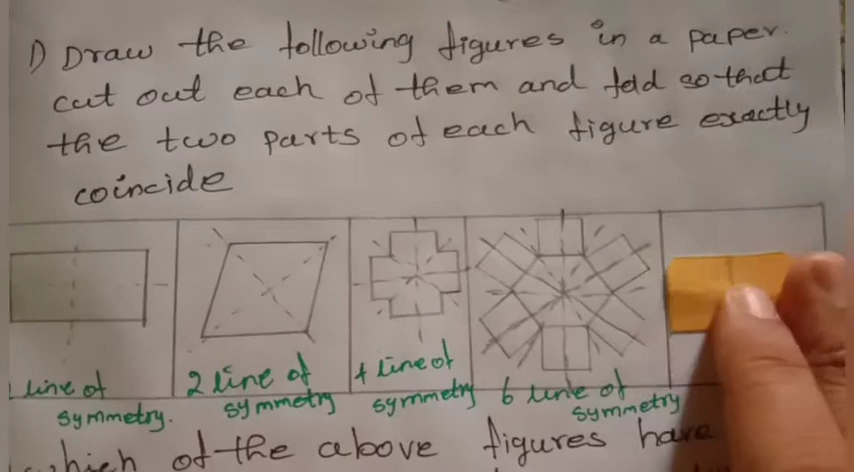 1) Draw the following figures in a paper.
cut out each of them and fold so that
the two parts of each figure exactly
coincide
line of
symmetry.
2 line of
symmetry
4 line of
symmetry
6 line of
symmetry
which of the above figures have